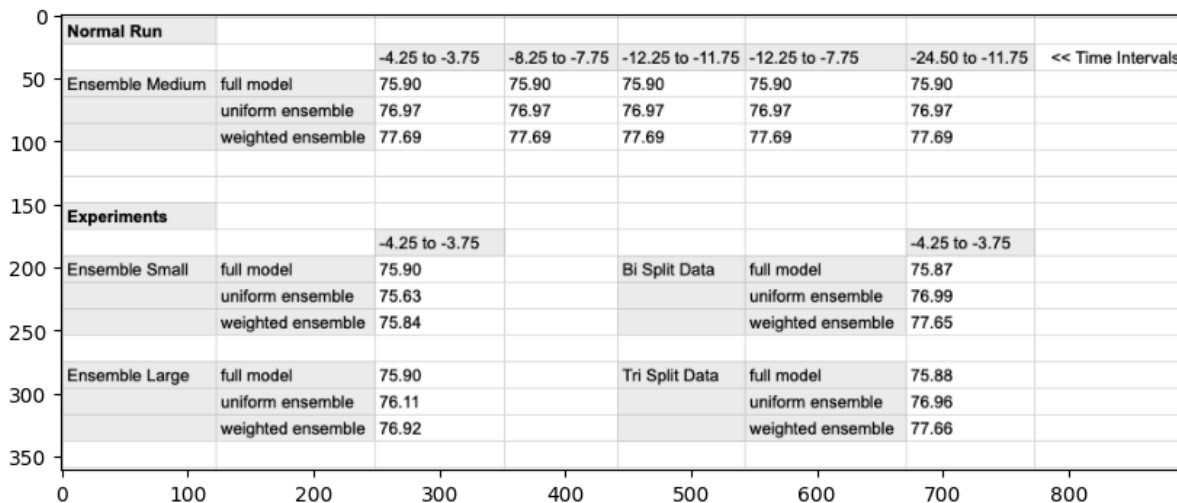 0
Normal Run
-4.25 to -3.75 -8.25 to -7.75 -12.25 to -11.75 -12.25 to -7.75 -24.50 to -11.75 << Time Intervals
50
Ensemble Medium full model 75.90 75.90 75.90 75.90 75.90
uniform ensemble 76.97 76.97 76.97 76.97 76.97
100
weighted ensemble 77.69 77.69 77.69 77.69 77.69
150
Experiments
-4.25 to -3.75 -4.25 to -3.75
200
Ensemble Small full model 75.90 Bi Split Data full model 75.87
uniform ensemble 75.63 uniform ensemble 76.99
250
weighted ensemble 75.84 weighted ensemble 77.65
Ensemble Large full model 75.90 Tri Split Data full model 75.88
300
uniform ensemble 76.11 uniform ensemble 76.96
weighted ensemble 76.92 weighted ensemble 77.66
350
0 100 200 300 400 500 600 700 800